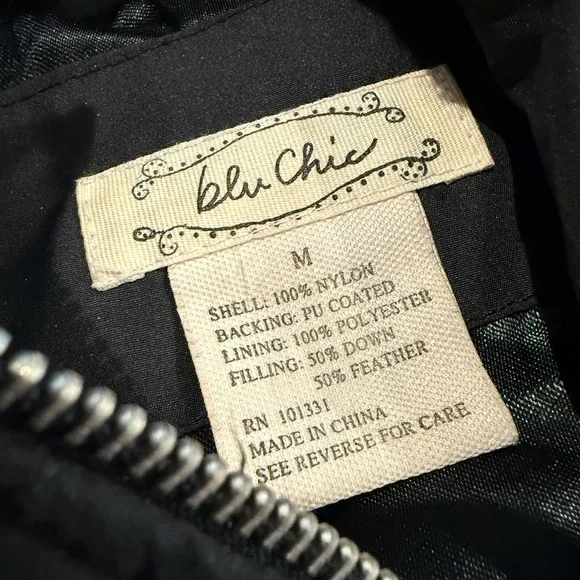 blu Chic
M
SHELL: 100% NYLON
BACKING: PU COATED
LINING: 100% POLYESTER
FILLING: 50% DOWN
50% FEATHER
RN 101331
MADE IN CHINA
SEE REVERSE FOR CARE